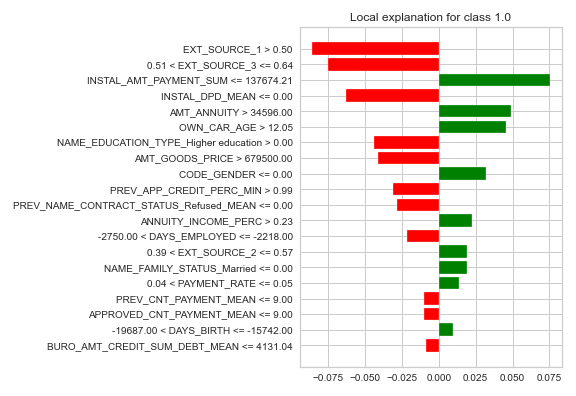 Local explanation for class 1.0
EXT_SOURCE_1 > 0.50
0.51 < EXT_SOURCE_3 <= 0.64
INSTAL_AMT_PAYMENT_SUM <= 137674.21
INSTAL_DPD_MEAN <= 0.00
AMT_ANNUITY > 34596.00
OWN_CAR_AGE > 12.05
NAME_EDUCATION_TYPE_Higher education > 0.00
AMT_GOODS_PRICE > 679500.00
CODE_GENDER <= 0.00
PREV_APP_CREDIT_PERC_MIN > 0.99
PREV_NAME_CONTRACT_STATUS_Refused_MEAN <= 0.00
ANNUITY_INCOME_PERC > 0.23
-2750.00 < DAYS_EMPLOYED <= -2218.00
0.39 < EXT_SOURCE_2 <= 0.57
NAME_FAMILY_STATUS_Married <= 0.00
0.04 < PAYMENT_RATE <= 0.05
PREV_CNT_PAYMENT_MEAN <= 9.00
APPROVED_CNT_PAYMENT_MEAN <= 9.00
-19687.00 < DAYS_BIRTH <= -15742.00
BURO_AMT_CREDIT_SUM_DEBT_MEAN <= 4131.04
−0.075 −0.050 −0.025 0.000 0.025 0.050 0.075